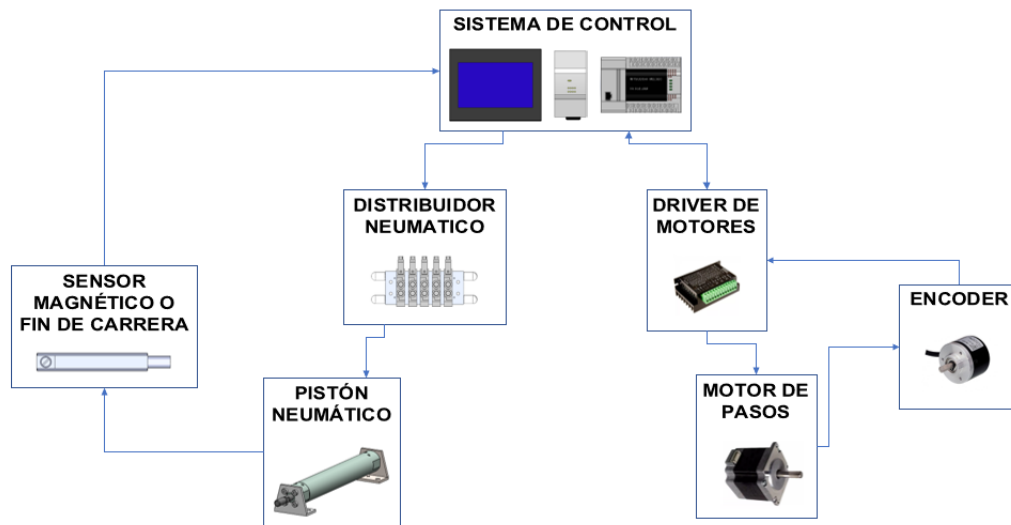 SISTEMA DE CONTROL
DISTRIBUIDOR
NEUMATICO
DRIVER DE
MOTORES
SENSOR
MAGNÉTICO O
FIN DE CARRERA
ENCODER
PISTÓN
NEUMÁTICO
MOTOR DE
PASOS